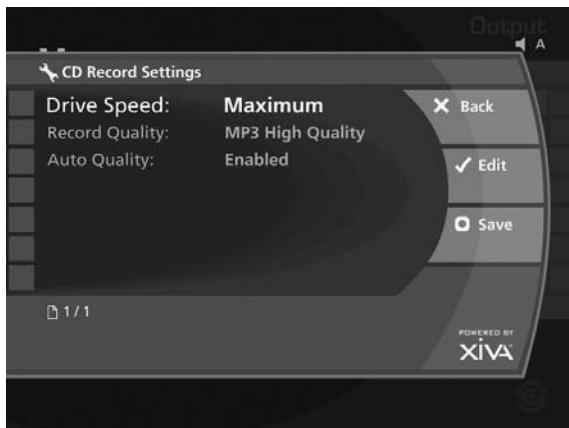 Output
A
CD Record Settings
Drive Speed: Maximum
Record Quality: MP3 High Quality
Auto Quality: Enabled
Back
Edit
Save
1/1
POWERED BY
XiVA